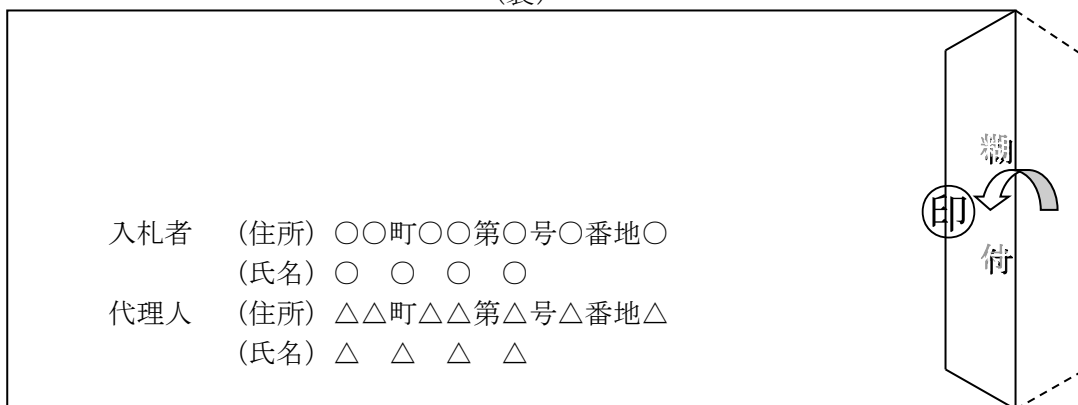 入札者 （住所）○○町○○第○号○番地○
（氏名）○ ○ ○ ○
代理人 （住所）△△町△△第△号△番地△
（氏名）△ △ △ △
糊付
印